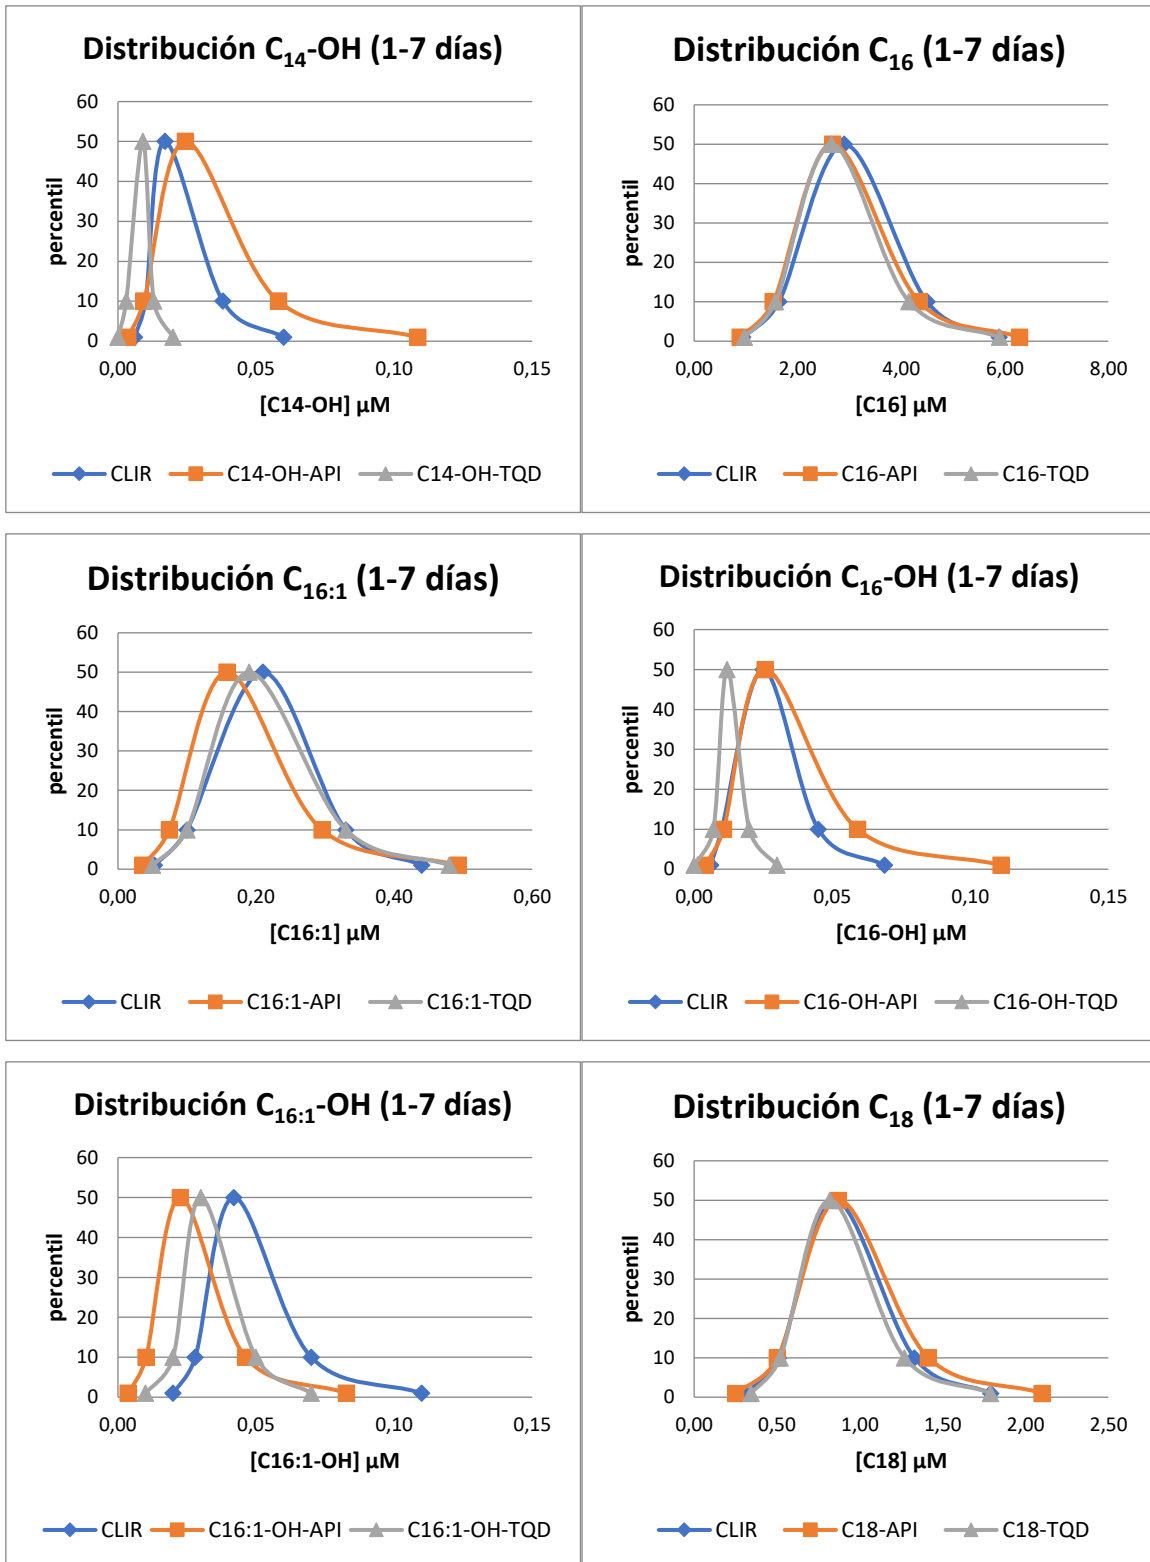 Distribución C14-OH (1-7 días)
60
50
40
30
20
10
0
percentil
0,00 0,05 0,10 0,15
[C14-OH] µM
CLIR C14-OH-API C14-OH-TQD
Distribución C16 (1-7 días)
60
50
40
30
20
10
0
percentil
0,00 2,00 4,00 6,00 8,00
[C16] µM
CLIR C16-API C16-TQD
Distribución C16:1 (1-7 días)
60
50
40
30
20
10
0
percentil
0,00 0,20 0,40 0,60
[C16:1] µM
CLIR C16:1-API C16:1-TQD
Distribución C16-OH (1-7 días)
60
50
40
30
20
10
0
percentil
0,00 0,05 0,10 0,15
[C16-OH] µM
CLIR C16-OH-API C16-OH-TQD
Distribución C16:1-OH (1-7 días)
60
50
40
30
20
10
0
percentil
0,00 0,05 0,10 0,15
[C16:1-OH] µM
CLIR C16:1-OH-API C16:1-OH-TQD
Distribución C18 (1-7 días)
60
50
40
30
20
10
0
percentil
0,00 0,50 1,00 1,50 2,00 2,50
[C18] µM
CLIR C18-API C18-TQD